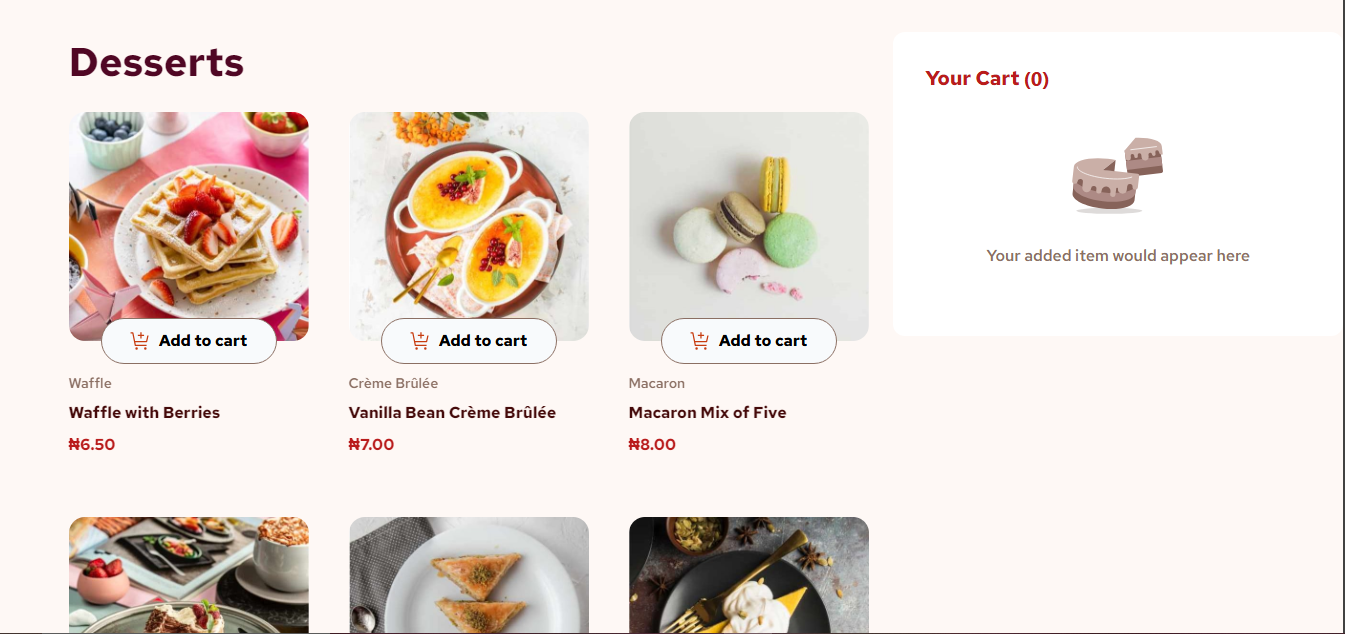 Desserts
Your Cart (0)
Your added item would appear here
Add to cart
Add to cart
Add to cart
Waffle
Crème Brûlée
Macaron
Waffle with Berries
Vanilla Bean Crème Brûlée
Macaron Mix of Five
₦6.50
₦7.00
₦8.00